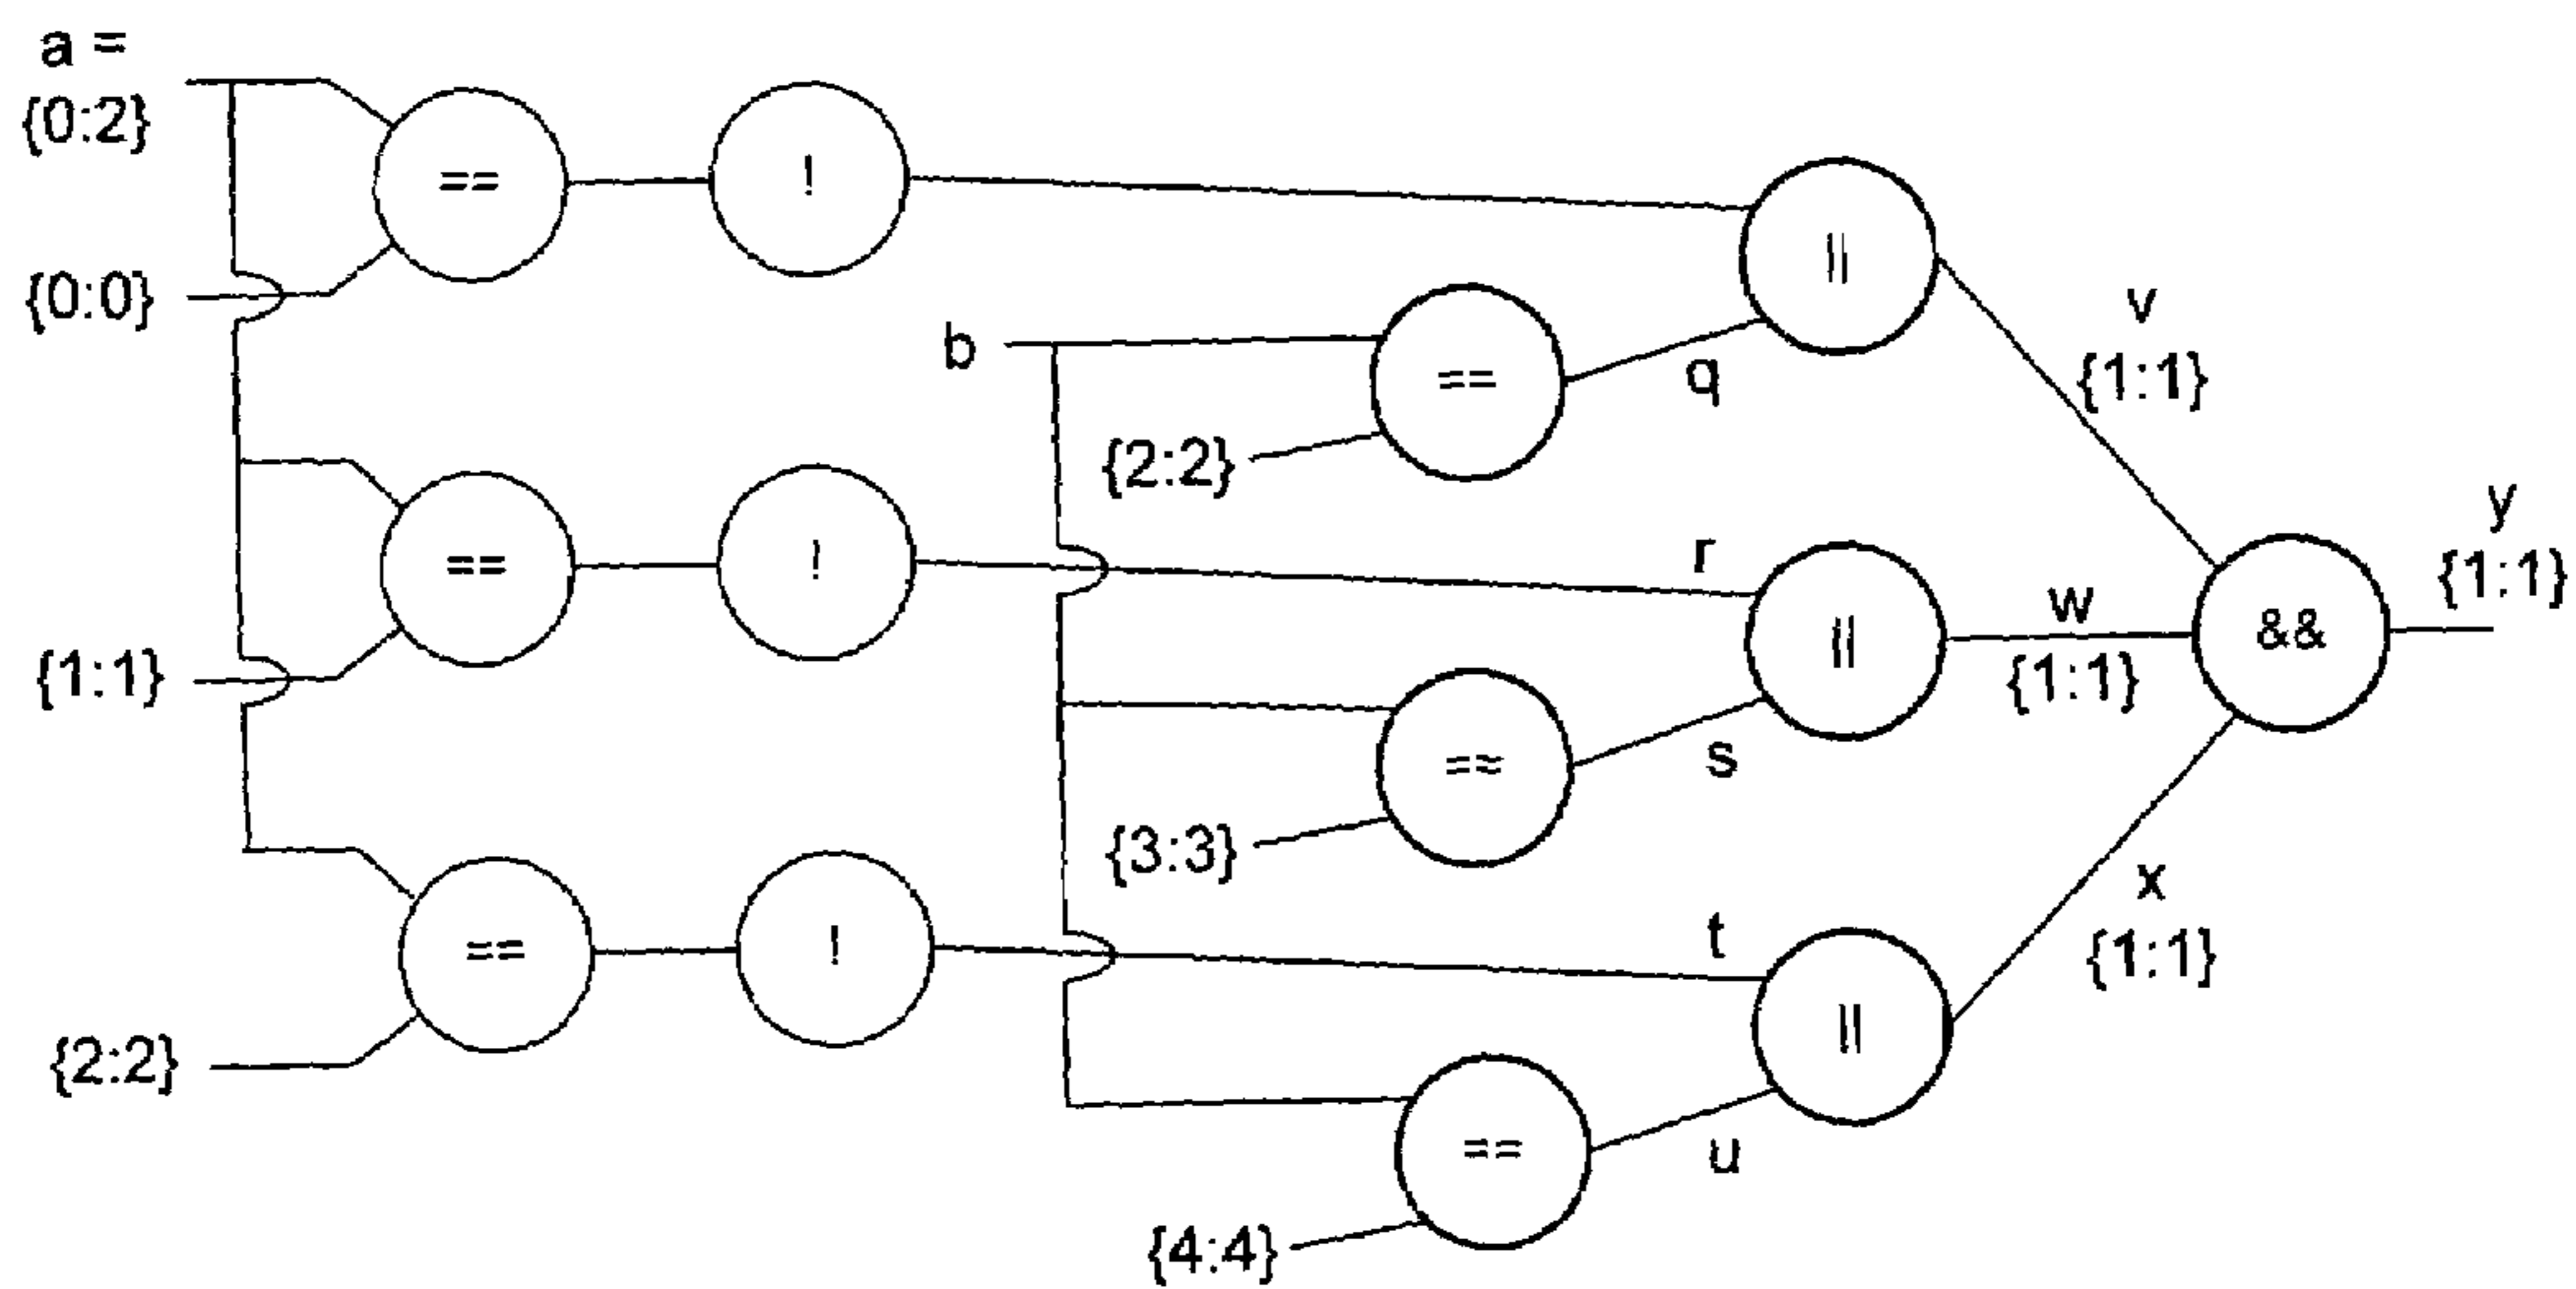 a =
{0:2}
==
!
||
v
{1:1}
{0:0}
b
==
q
{2:2}
==
!
r
||
w
{1:1}
&&
y
{1:1}
{1:1}
==
s
{3:3}
==
!
t
||
x
{1:1}
{2:2}
==
u
{4:4}